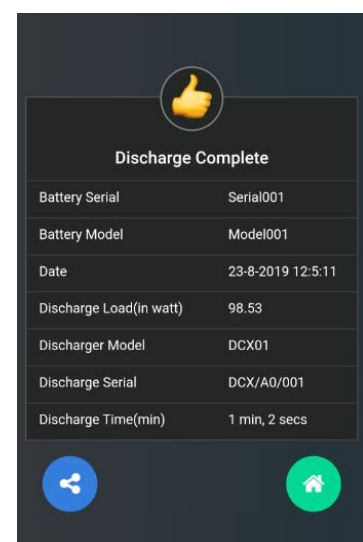 Discharge Complete
Battery Serial Serial001
Battery Model Model001
Date 23-8-2019 12:5:11
Discharge Load(in watt) 98.53
Discharger Model DCX01
Discharge Serial DCX/A0/001
Discharge Time(min) 1 min, 2 secs